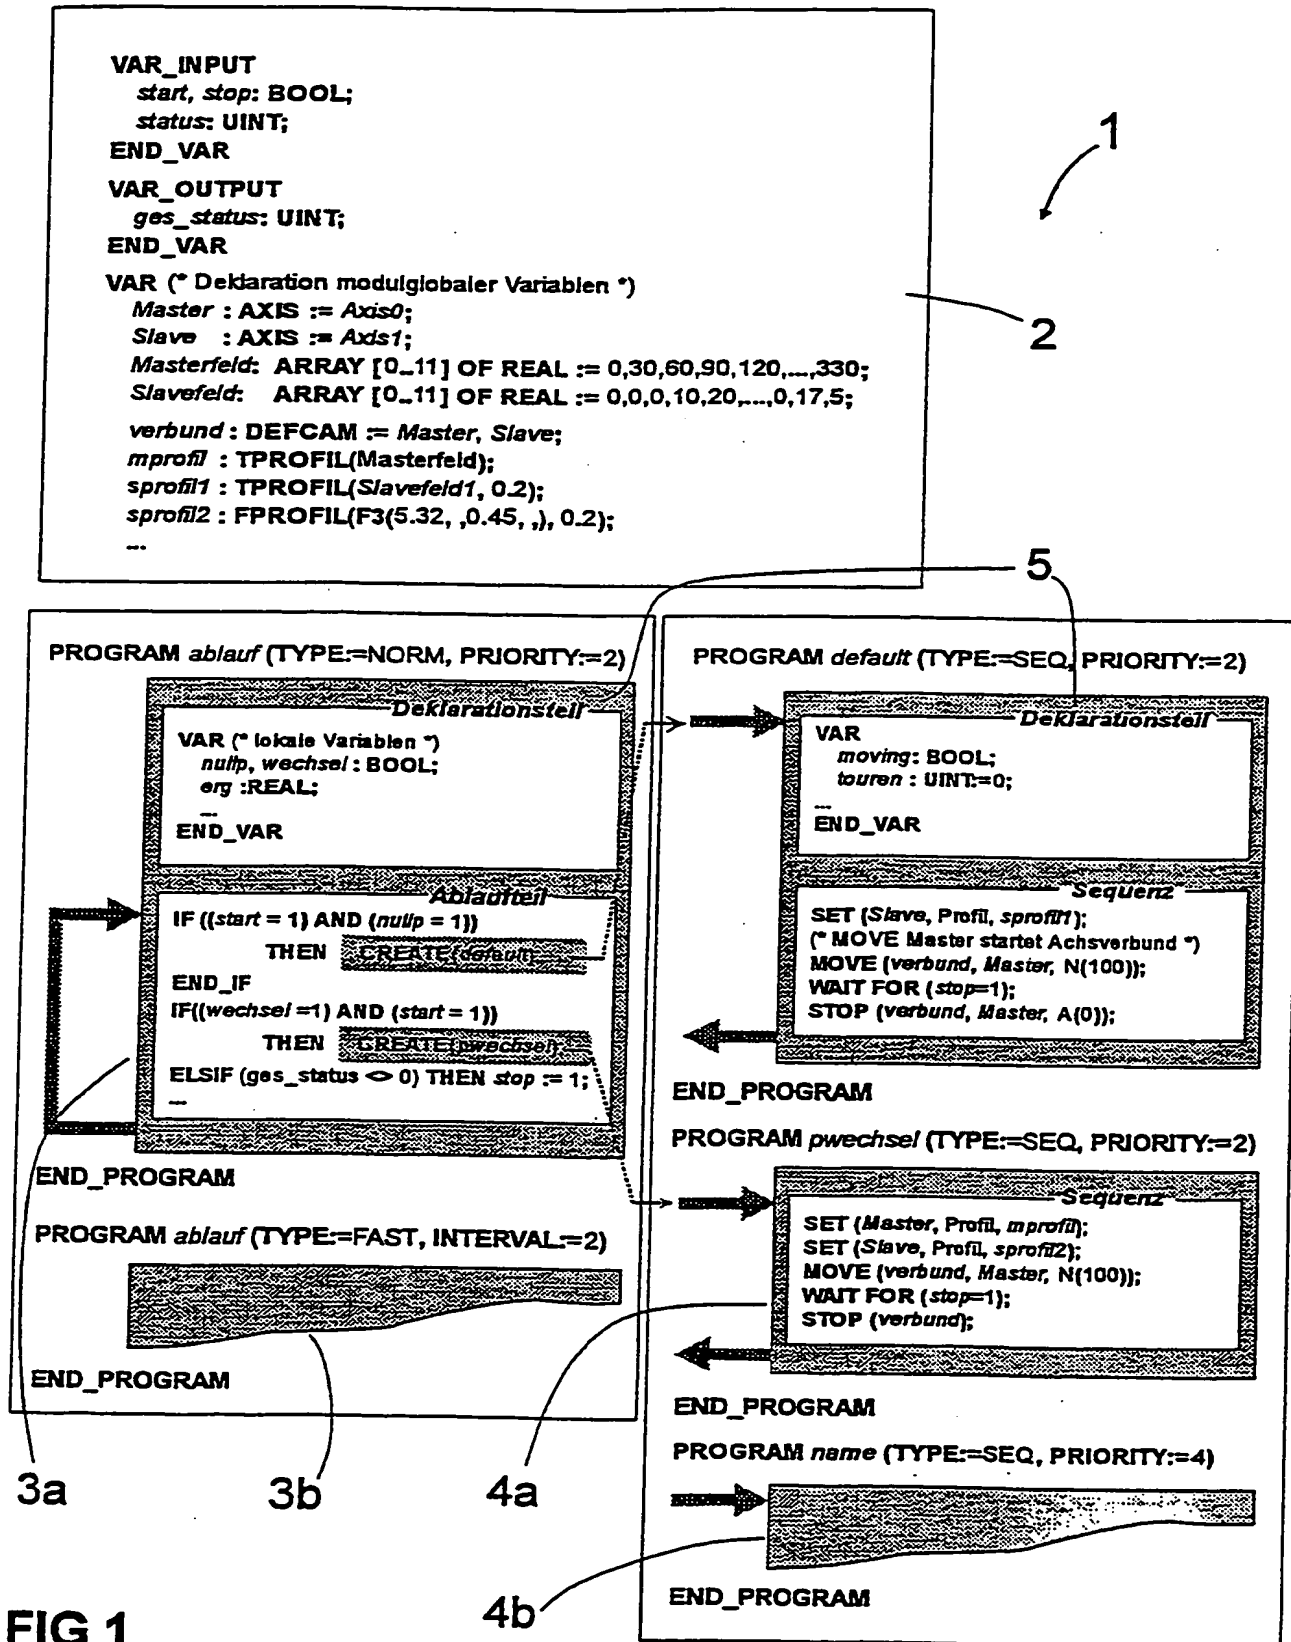 VAR_INPUT
start, stop: BOOL;
status: UINT;
END_VAR
VAR_OUTPUT
ges_status: UINT;
END_VAR
VAR (* Deklaration modulglobaler Variablen *)
Master : AXIS := Axis0;
Slave : AXIS := Axis1;
Masterfeld: ARRAY [0..11] OF REAL := 0,30,60,90,120,...,330;
Slavefeld: ARRAY [0..11] OF REAL := 0,0,0,10,20,...,0,17,5;
verbund : DEFCAM := Master, Slave;
mprofil : TPROFIL(Masterfeld);
sprofil1 : TPROFIL(Slavefeld1, 0.2);
sprofil2 : FPROFIL(F3(5.32, ,0.45, ,), 0.2);
...
1
2
5
PROGRAM ablauf (TYPE:=NORM, PRIORITY:=2)
Deklarationsteil
VAR (* lokale Variablen *)
nullp, wechsel : BOOL;
erg :REAL;
...
END_VAR
Ablaufteil
IF ((start = 1) AND (nullp = 1))
THEN CREATE(default)
END_IF
IF((wechsel =1) AND (start = 1))
THEN CREATE(pwechsel);
ELSIF (ges_status <> 0) THEN stop := 1;
...
END_PROGRAM
PROGRAM ablauf (TYPE:=FAST, INTERVAL:=2)
END_PROGRAM
3a
3b
PROGRAM default (TYPE:=SEQ, PRIORITY:=2)
Deklarationsteil
VAR
moving: BOOL;
touren : UINT:=0;
...
END_VAR
Sequenz
SET (Slave, Profil, sprofil1);
(* MOVE Master startet Achsverbund *)
MOVE (verbund, Master, N(100));
WAIT FOR (stop=1);
STOP (verbund, Master, A(0));
END_PROGRAM
PROGRAM pwechsel (TYPE:=SEQ, PRIORITY:=2)
Sequenz
SET (Master, Profil, mprofil);
SET (Slave, Profil, sprofil2);
MOVE (verbund, Master, N(100));
WAIT FOR (stop=1);
STOP (verbund);
END_PROGRAM
PROGRAM name (TYPE:=SEQ, PRIORITY:=4)
END_PROGRAM
4a
4b
FIG 1